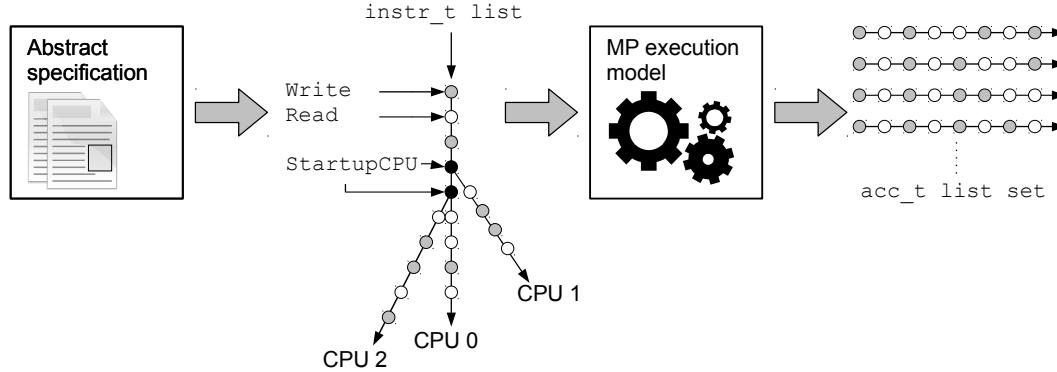 instr_t list
Abstract
specification
Write
Read
StartupCPU
CPU 1
CPU 0
CPU 2
MP execution
model
acc_t list set